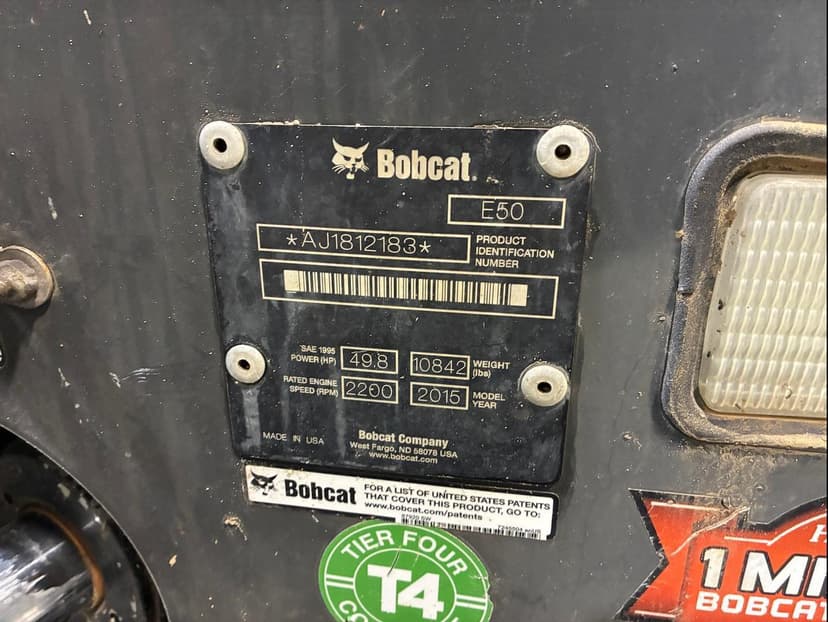 Bobcat.
E50
*AJ1812183*
PRODUCT
IDENTIFICATION
NUMBER
SAE 1995
POWER (HP)
49.8
10842
WEIGHT
(lbs)
RATED ENGINE
SPEED (RPM)
2200
2015
MODEL
YEAR
MADE IN USA
Bobcat Company
West Fargo, ND 58078 USA
www.bobcat.com
Bobcat
FOR A LIST OF UNITED STATES PATENTS
THAT COVER THIS PRODUCT, GO TO:
www.bobcat.com/patents
TIER FOUR
T4
1 MI
BOBCAT